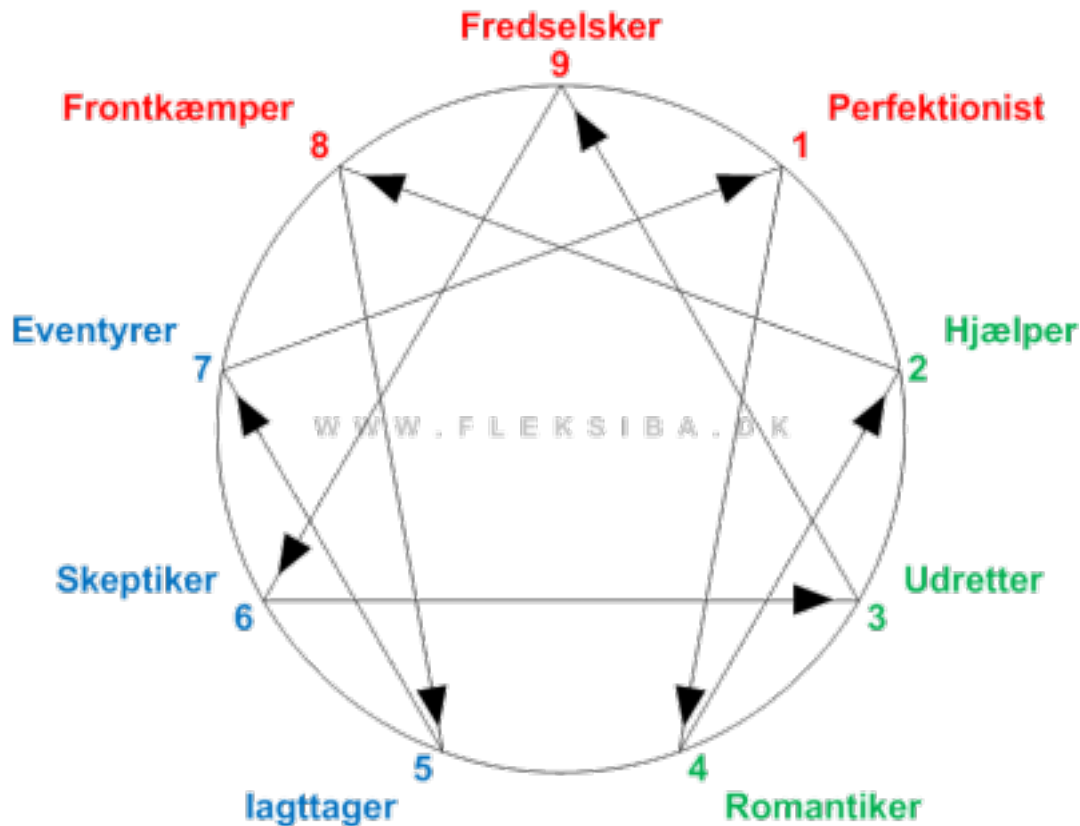 Fredselsker
9
Frontkæmper
8
Perfektionist
1
Eventyrer
7
Hjælper
2
WWW.FLEKSIBA.DK
Skeptiker
6
Udretter
3
5
Iagttager
4
Romantiker